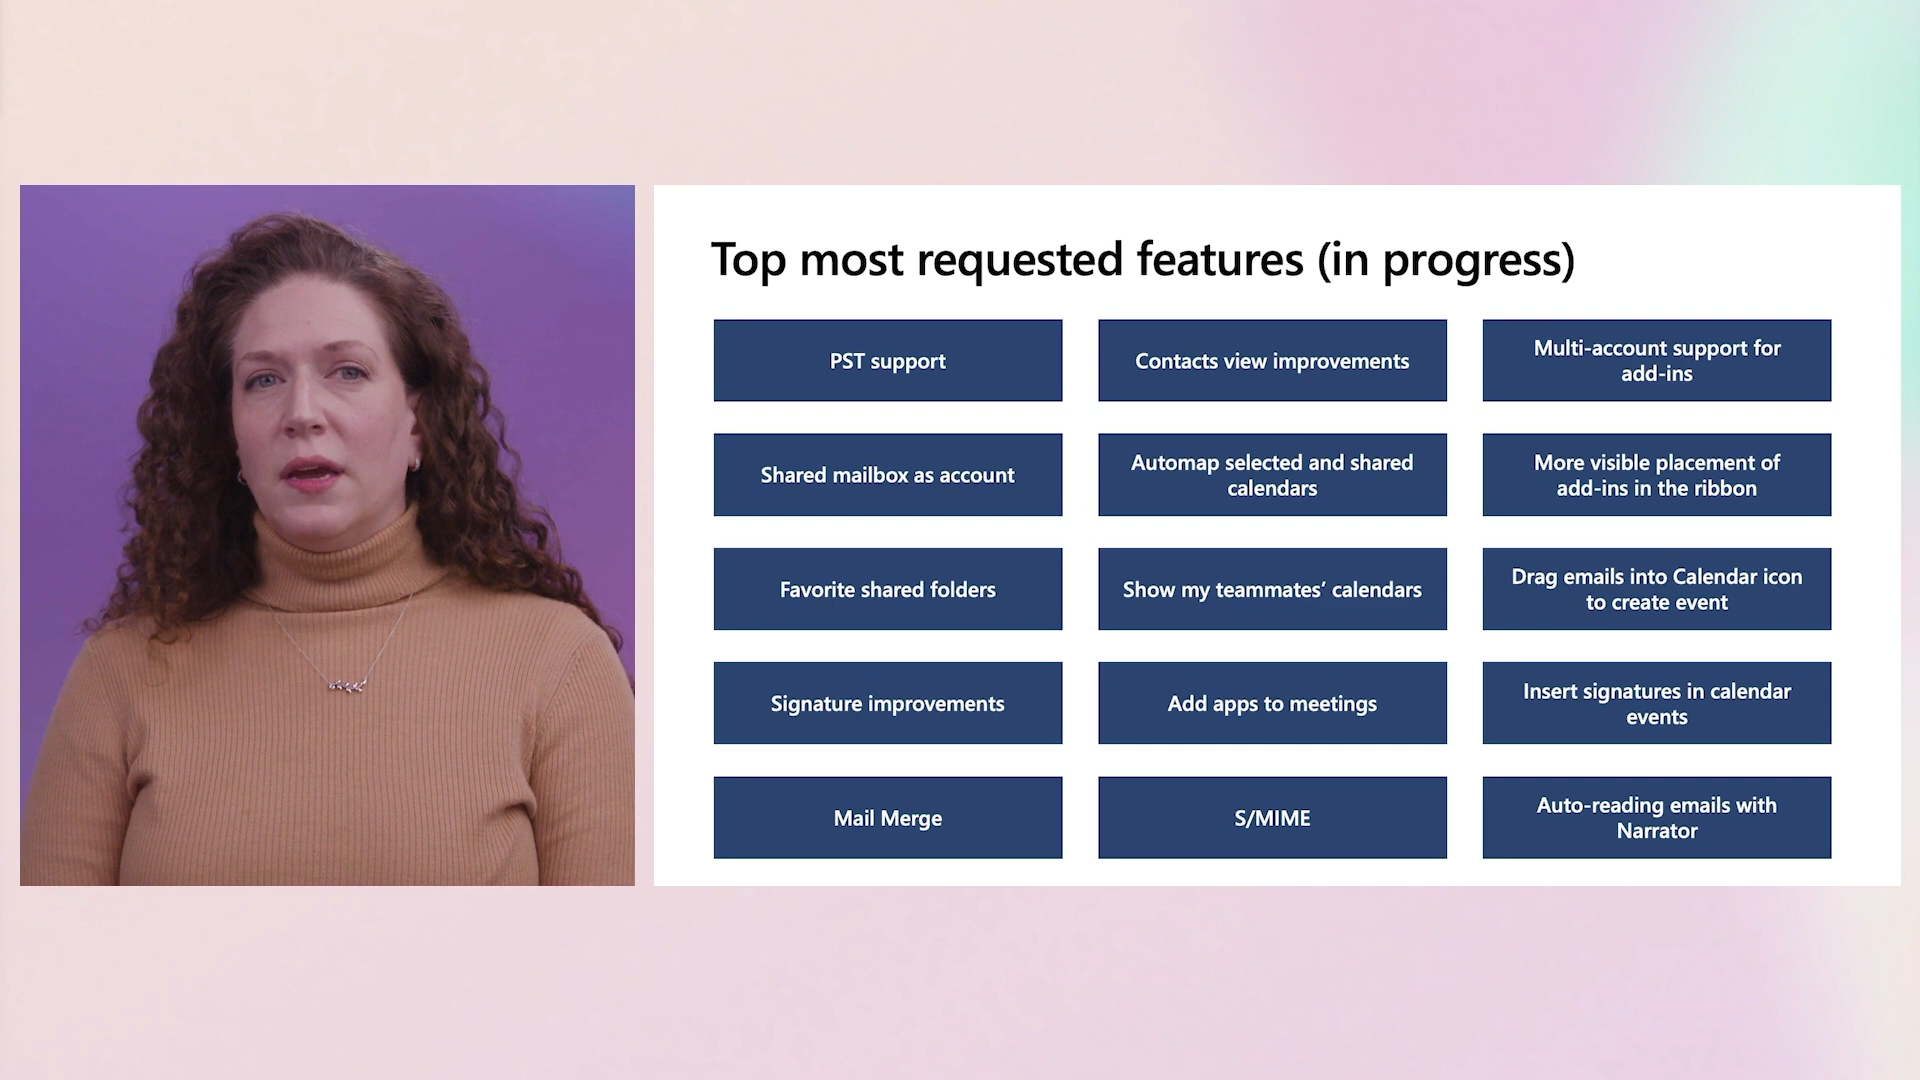 Top most requested features (in progress)
PST support
Contacts view improvements
Multi-account support for
add-ins
Shared mailbox as account
Automap selected and shared
calendars
More visible placement of
add-ins in the ribbon
Favorite shared folders
Show my teammates’ calendars
Drag emails into Calendar icon
to create event
Signature improvements
Add apps to meetings
Insert signatures in calendar
events
Mail Merge
S/MIME
Auto-reading emails with
Narrator